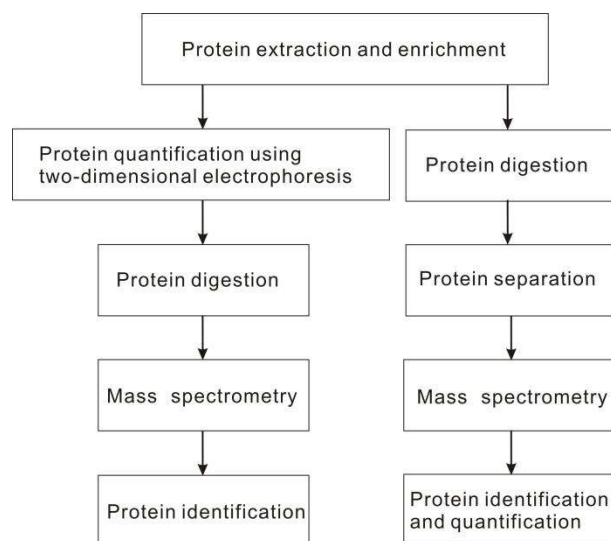 Protein extraction and enrichment
Protein quantification using
two-dimensional electrophoresis
Protein digestion
Mass spectrometry
Protein identification
Protein digestion
Protein separation
Mass spectrometry
Protein identification
and quantification